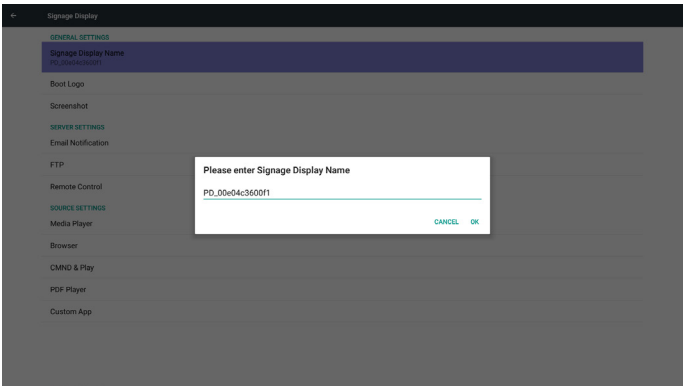 Signage Display
GENERAL SETTINGS
Signage Display Name
PD_00e04c3600f1
Boot Logo
Screenshot
SERVER SETTINGS
Email Notification
FTP
Remote Control
SOURCE SETTINGS
Media Player
Browser
CMND & Play
PDF Player
Custom App
Please enter Signage Display Name
PD_00e04c3600f1
CANCEL OK